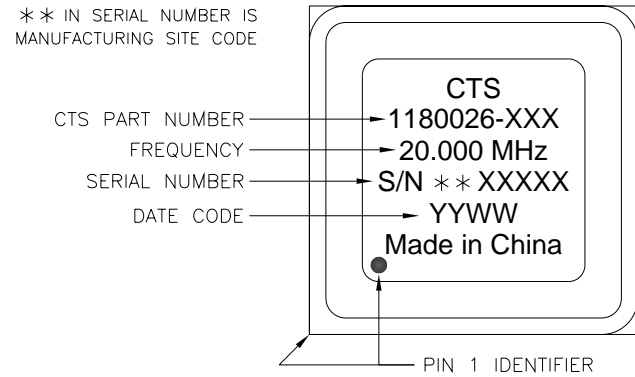 ∗∗ IN SERIAL NUMBER IS
MANUFACTURING SITE CODE
CTS
CTS PART NUMBER 1180026-XXX
FREQUENCY 20.000 MHz
SERIAL NUMBER S/N ∗∗XXXXX
DATE CODE YYWW
Made in China
PIN 1 IDENTIFIER